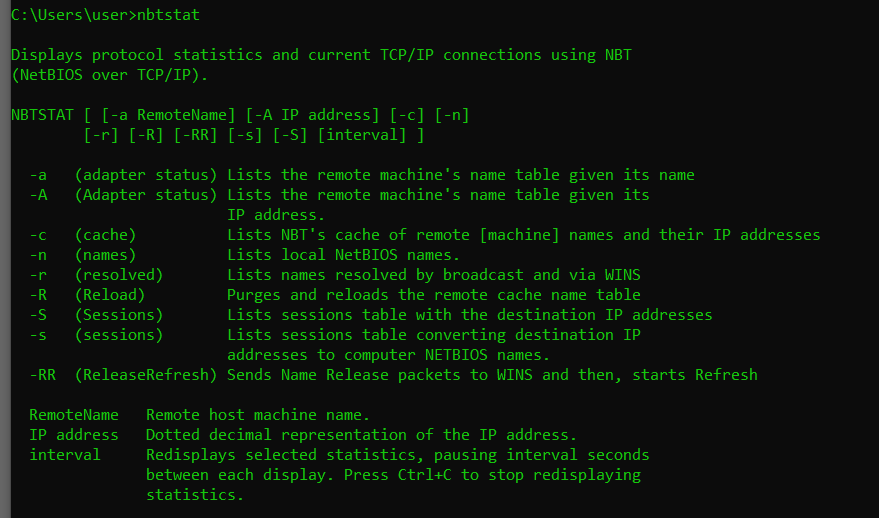 C:\Users\user>nbtstat
Displays protocol statistics and current TCP/IP connections using NBT
(NetBIOS over TCP/IP).
NBTSTAT [ [-a RemoteName] [-A IP address] [-c] [-n]
        [-r] [-R] [-RR] [-s] [-S] [interval] ]
  -a   (adapter status) Lists the remote machine's name table given its name
  -A   (Adapter status) Lists the remote machine's name table given its
                        IP address.
  -c   (cache)          Lists NBT's cache of remote [machine] names and their IP addresses
  -n   (names)          Lists local NetBIOS names.
  -r   (resolved)       Lists names resolved by broadcast and via WINS
  -R   (Reload)         Purges and reloads the remote cache name table
  -S   (Sessions)       Lists sessions table with the destination IP addresses
  -s   (sessions)       Lists sessions table converting destination IP
                        addresses to computer NETBIOS names.
  -RR  (ReleaseRefresh) Sends Name Release packets to WINS and then, starts Refresh
  RemoteName   Remote host machine name.
  IP address   Dotted decimal representation of the IP address.
  interval     Redisplays selected statistics, pausing interval seconds
               between each display. Press Ctrl+C to stop redisplaying
               statistics.